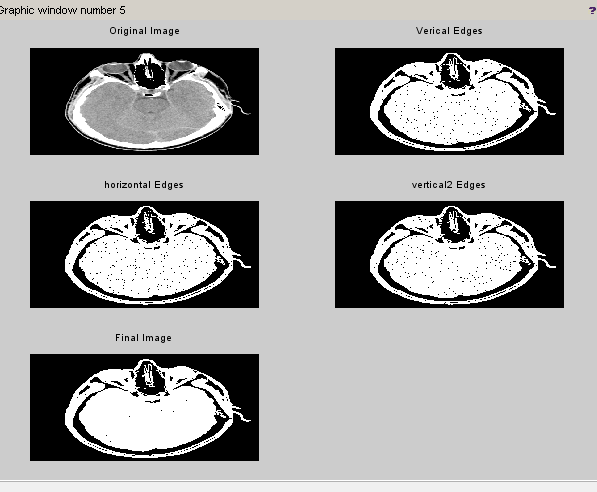 Graphic window number 5
?
Original Image
Verical Edges
horizontal Edges
vertical2 Edges
Final Image